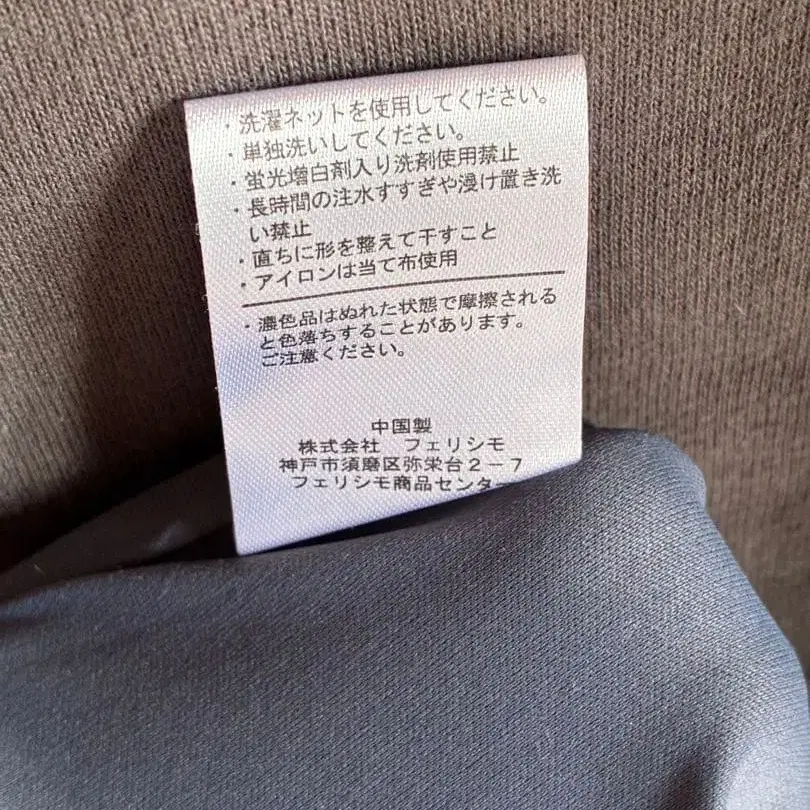 ・洗濯ネットを使用してください。
・単独洗いしてください。
・蛍光増白剤入り洗剤使用禁止
・長時間の注水すすぎや浸け置き洗
い禁止
・直ちに形を整えて干すこと
・アイロンは当て布使用
・濃色品はぬれた状態で摩擦される
と色落ちすることがあります。
ご注意ください。
中国製
株式会社　フェリシモ
神戸市須磨区弥栄台２－７
フェリシモ商品センター